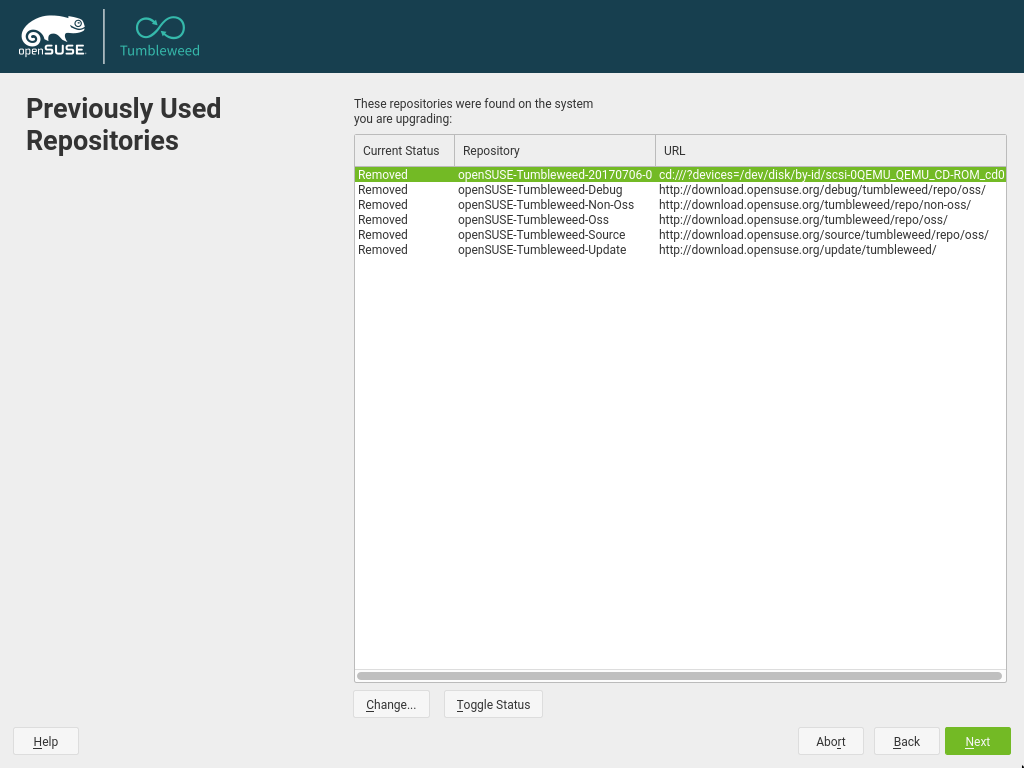 openSUSE
Tumbleweed
Previously Used
Repositories
These repositories were found on the system
you are upgrading:
Current Status Repository URL
Removed openSUSE-Tumbleweed-20170706-0 cd:///?devices=/dev/disk/by-id/scsi-0QEMU_QEMU_CD-ROM_cd0
Removed openSUSE-Tumbleweed-Debug http://download.opensuse.org/debug/tumbleweed/repo/oss/
Removed openSUSE-Tumbleweed-Non-Oss http://download.opensuse.org/tumbleweed/repo/non-oss/
Removed openSUSE-Tumbleweed-Oss http://download.opensuse.org/tumbleweed/repo/oss/
Removed openSUSE-Tumbleweed-Source http://download.opensuse.org/source/tumbleweed/repo/oss/
Removed openSUSE-Tumbleweed-Update http://download.opensuse.org/update/tumbleweed/
Change... Toggle Status
Help Abort Back Next